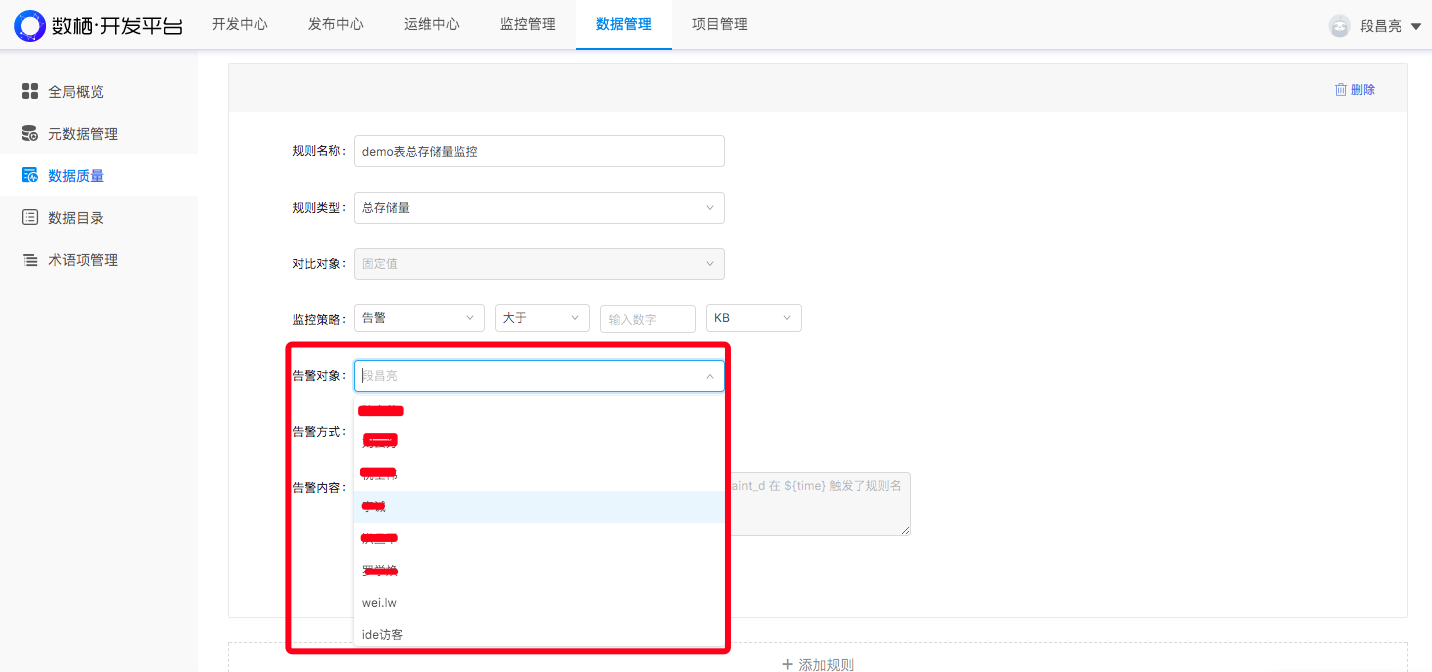 数栖·开发平台 开发中心 发布中心 运维中心 监控管理 数据管理 项目管理 段昌亮
全局概览
元数据管理
数据质量
数据目录
术语项管理
删除
规则名称： demo表总存储量监控
规则类型： 总存储量
对比对象： 固定值
监控策略： 告警 大于 输入数字 KB
告警对象： 段昌亮
告警方式：
告警内容：
aint_d 在 ${time} 触发了规则名
wei.lw
ide访客
+ 添加规则